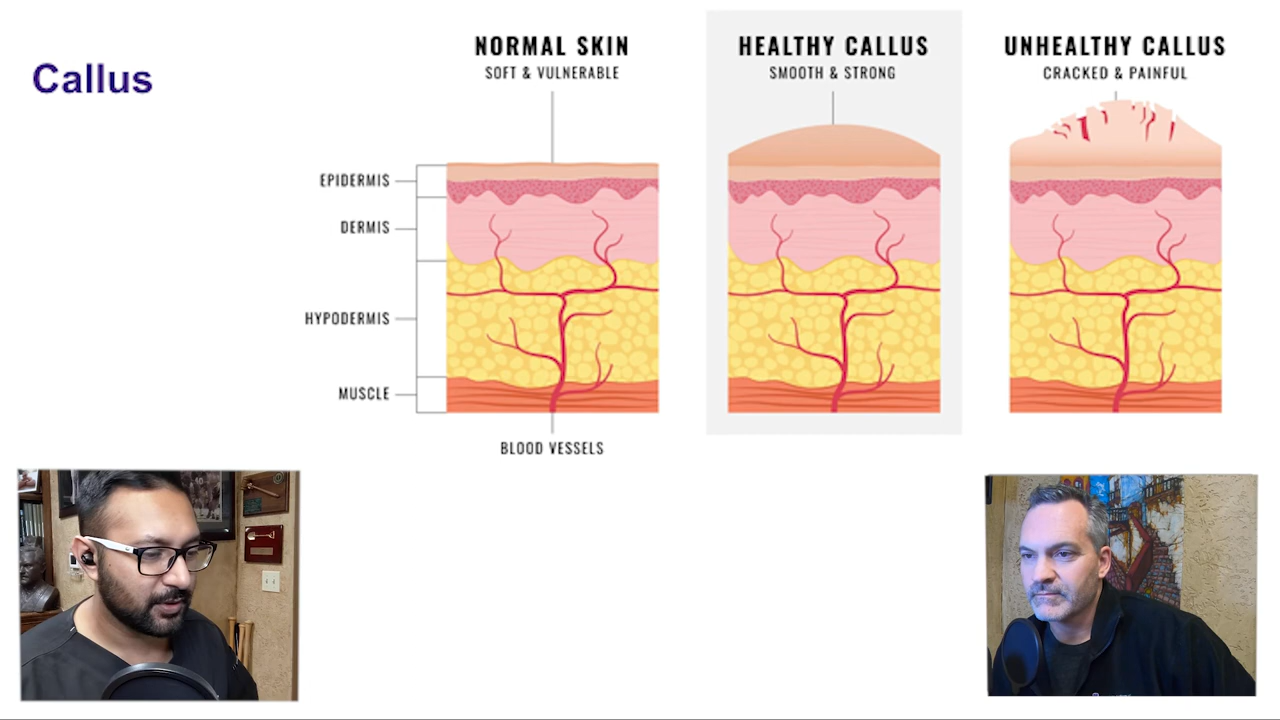 Callus
NORMAL SKIN
SOFT & VULNERABLE
HEALTHY CALLUS
SMOOTH & STRONG
UNHEALTHY CALLUS
CRACKED & PAINFUL
EPIDERMIS
DERMIS
HYPODERMIS
MUSCLE
BLOOD VESSELS